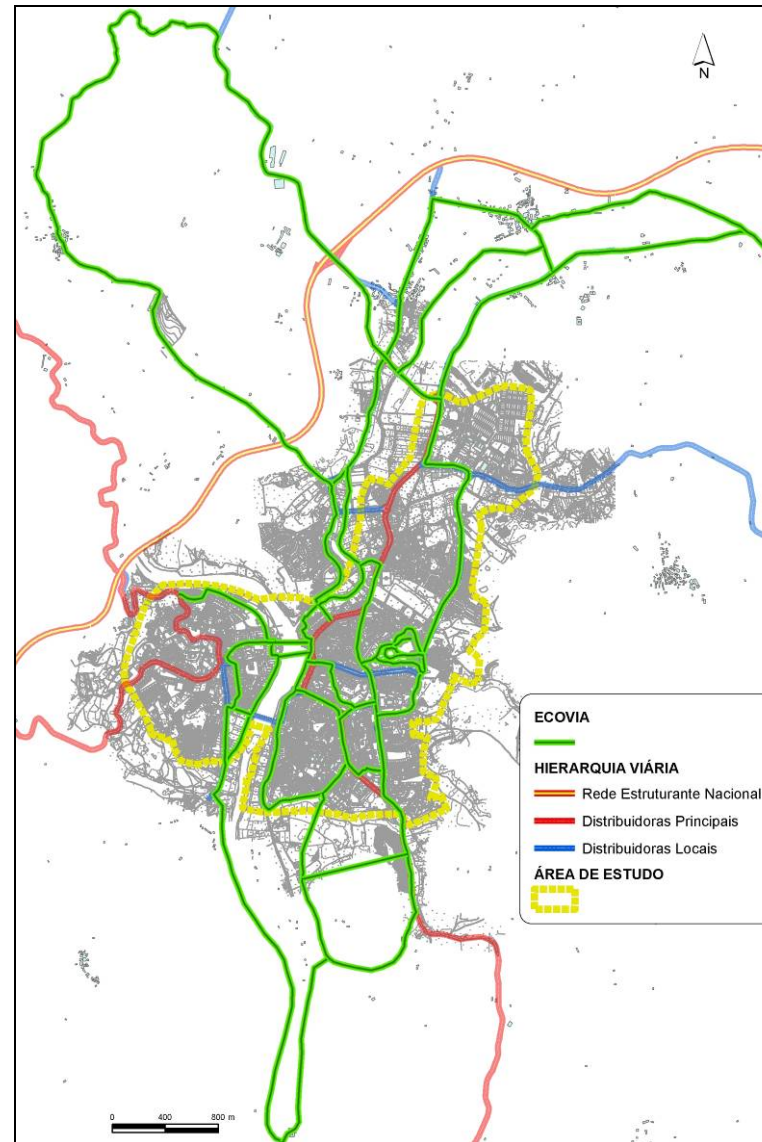 N
ECOVIA
HIERARQUIA VIÁRIA
Rede Estruturante Nacional
Distribuidoras Principais
Distribuidoras Locais
ÁREA DE ESTUDO
0 400 800 m